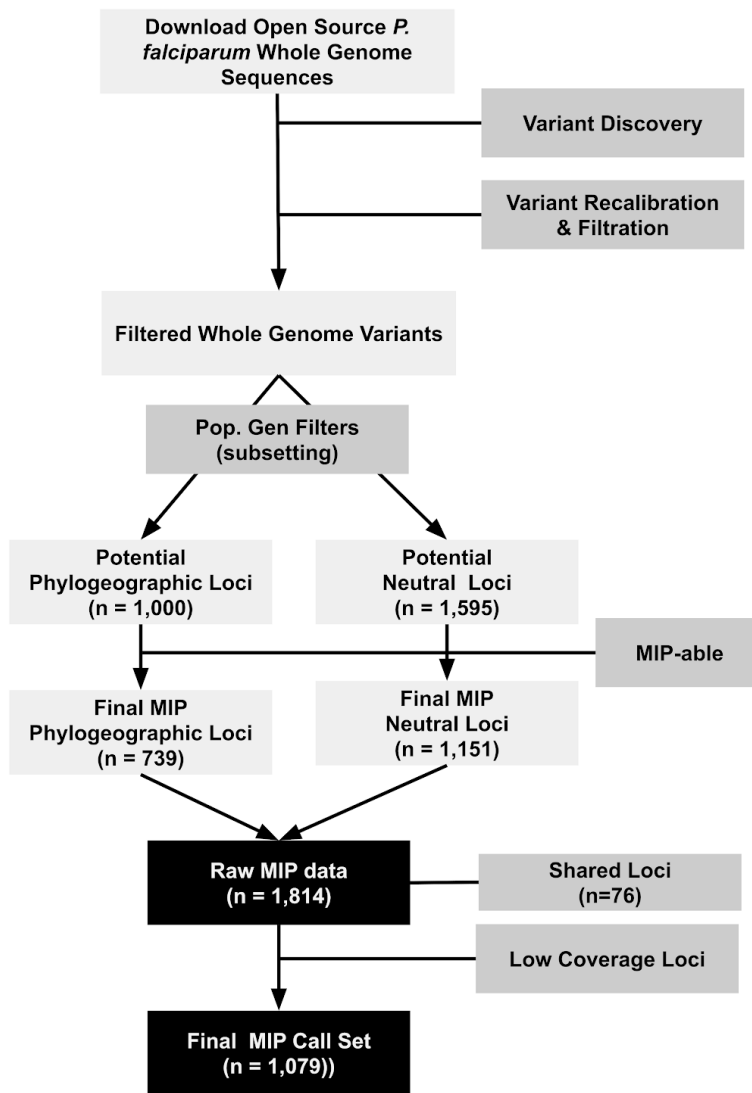 Download Open Source P.
falciparum Whole Genome
Sequences
Variant Discovery
Variant Recalibration
& Filtration
Filtered Whole Genome Variants
Pop. Gen Filters
(subsetting)
Potential
Phylogeographic Loci
(n = 1,000)
Potential
Neutral Loci
(n = 1,595)
MIP-able
Final MIP
Phylogeographic Loci
(n = 739)
Final MIP
Neutral Loci
(n = 1,151)
Raw MIP data
(n = 1,814)
Shared Loci
(n=76)
Low Coverage Loci
Final MIP Call Set
(n = 1,079))